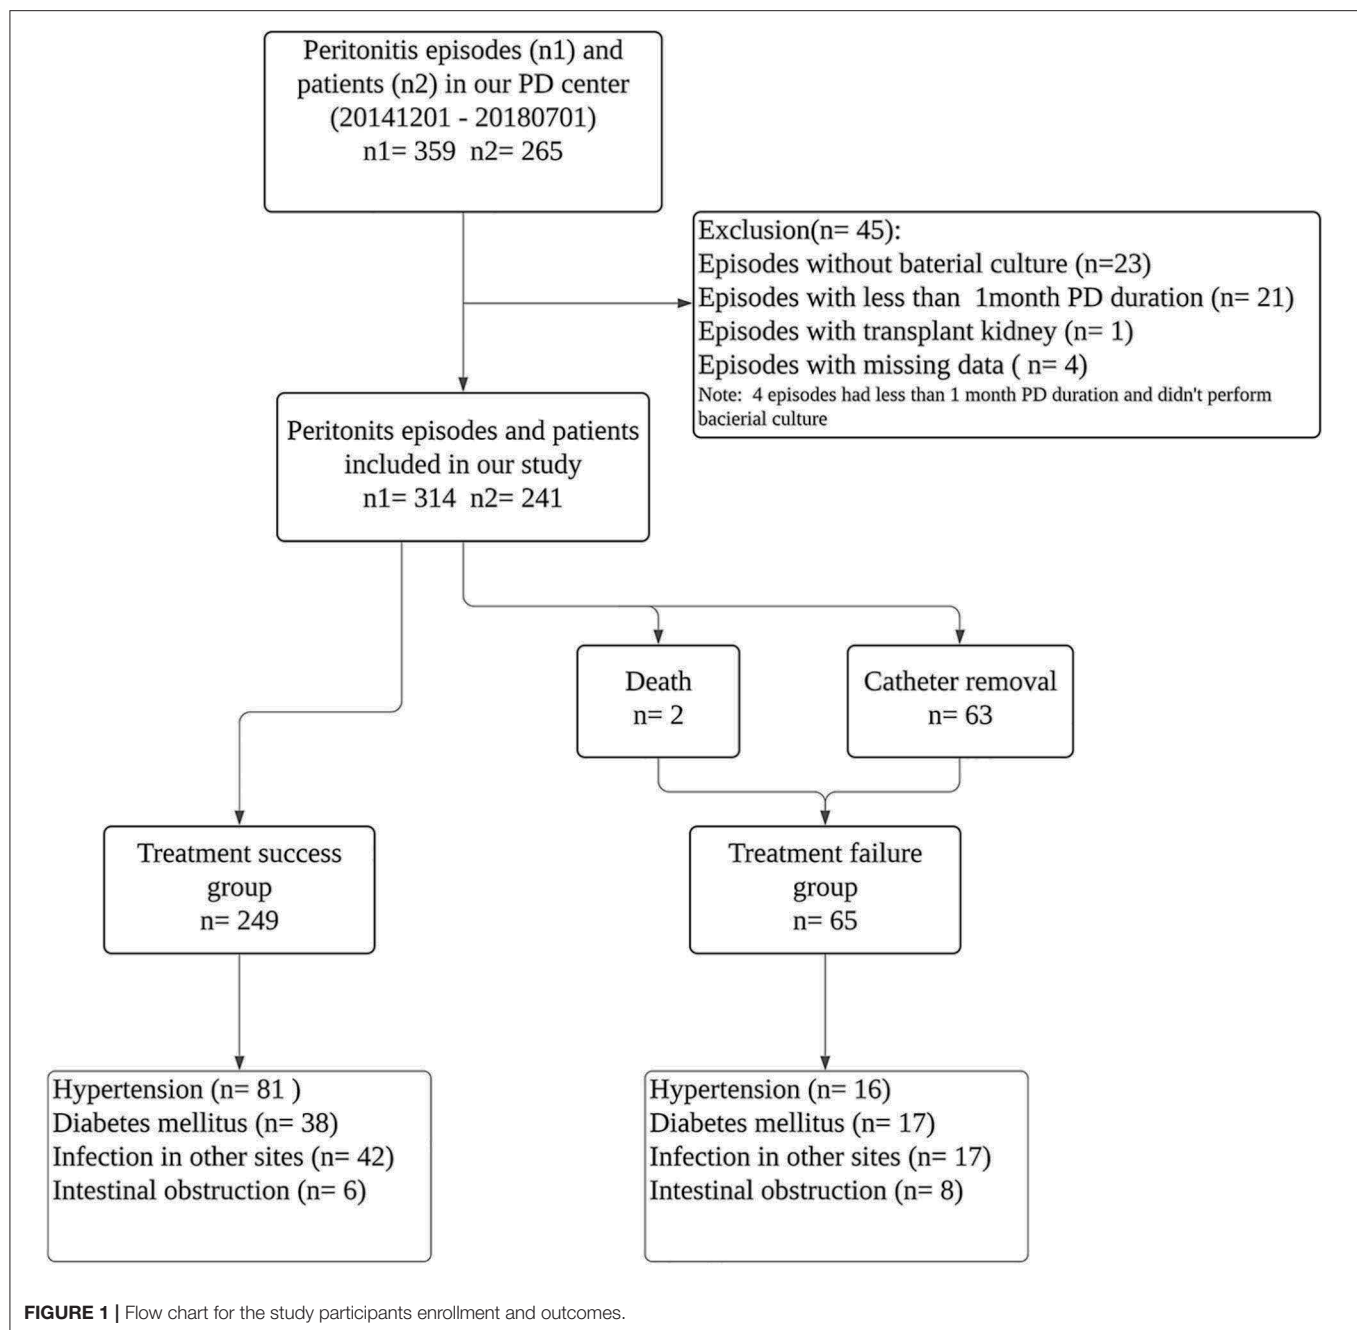 Peritonitis episodes (n1) and
patients (n2) in our PD center
(20141201 - 20180701)
n1= 359 n2= 265
Exclusion(n= 45):
Episodes without baterial culture (n=23)
Episodes with less than 1month PD duration (n= 21)
Episodes with transplant kidney (n= 1)
Episodes with missing data ( n= 4)
Note: 4 episodes had less than 1 month PD duration and didn't perform
bacierial culture
Peritonits episodes and patients
included in our study
n1= 314 n2= 241
Death
n= 2
Catheter removal
n= 63
Treatment success
group
n= 249
Treatment failure
group
n= 65
Hypertension (n= 81 )
Diabetes mellitus (n= 38)
Infection in other sites (n= 42)
Intestinal obstruction (n= 6)
Hypertension (n= 16)
Diabetes mellitus (n= 17)
Infection in other sites (n= 17)
Intestinal obstruction (n= 8)
FIGURE 1 | Flow chart for the study participants enrollment and outcomes.